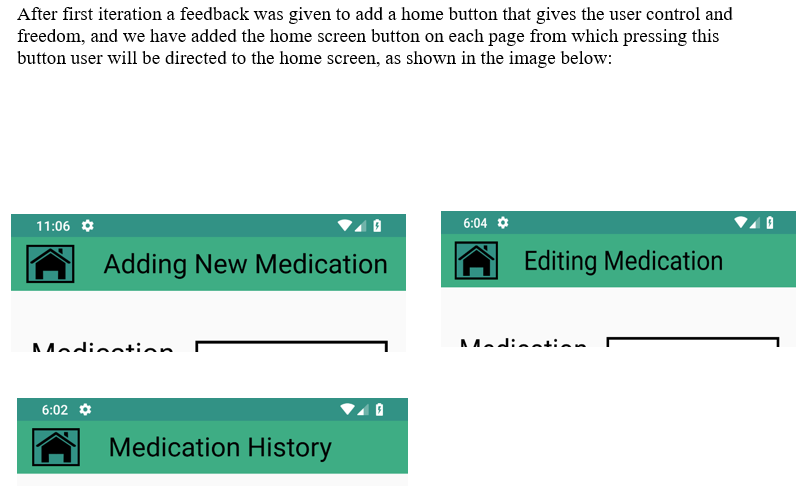 After first iteration a feedback was given to add a home button that gives the user control and
freedom, and we have added the home screen button on each page from which pressing this
button user will be directed to the home screen, as shown in the image below:
11:06
Adding New Medication
Medication
6:04
Editing Medication
Medication
6:02
Medication History